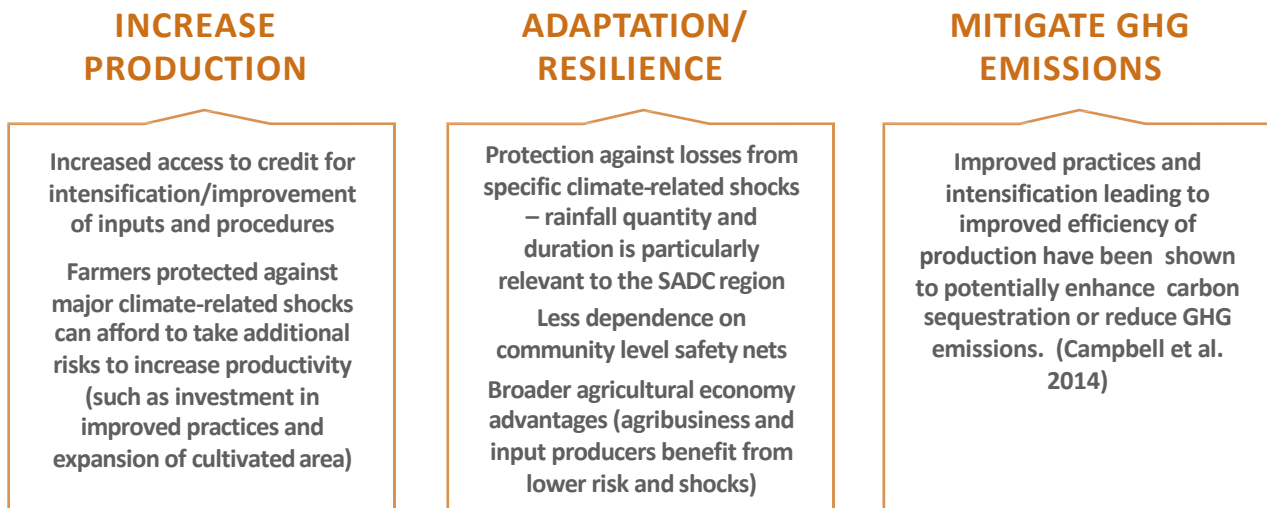 INCREASE
PRODUCTION
Increased access to credit for
intensification/improvement
of inputs and procedures
Farmers protected against
major climate-related shocks
can afford to take additional
risks to increase productivity
(such as investment in
improved practices and
expansion of cultivated area)
ADAPTATION/
RESILIENCE
Protection against losses from
specific climate-related shocks
– rainfall quantity and
duration is particularly
relevant to the SADC region
Less dependence on
community level safety nets
Broader agricultural economy
advantages (agribusiness and
input producers benefit from
lower risk and shocks)
MITIGATE GHG
EMISSIONS
Improved practices and
intensification leading to
improved efficiency of
production have been shown
to potentially enhance carbon
sequestration or reduce GHG
emissions. (Campbell et al.
2014)